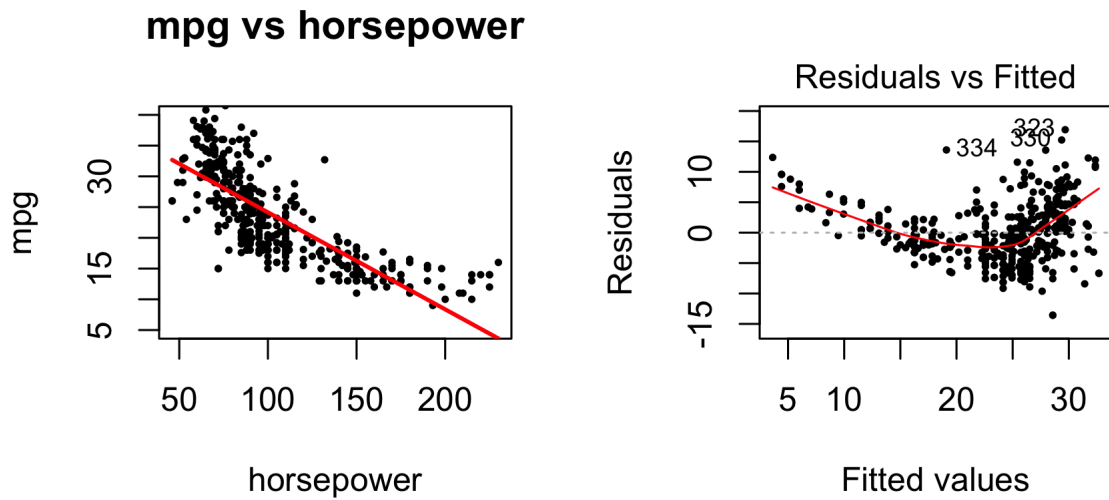 mpg vs horsepower
mpg
30
15
5
50 100 150 200
horsepower
Residuals vs Fitted
Residuals
10
0
-15
323
330
334
5 10 20 30
Fitted values